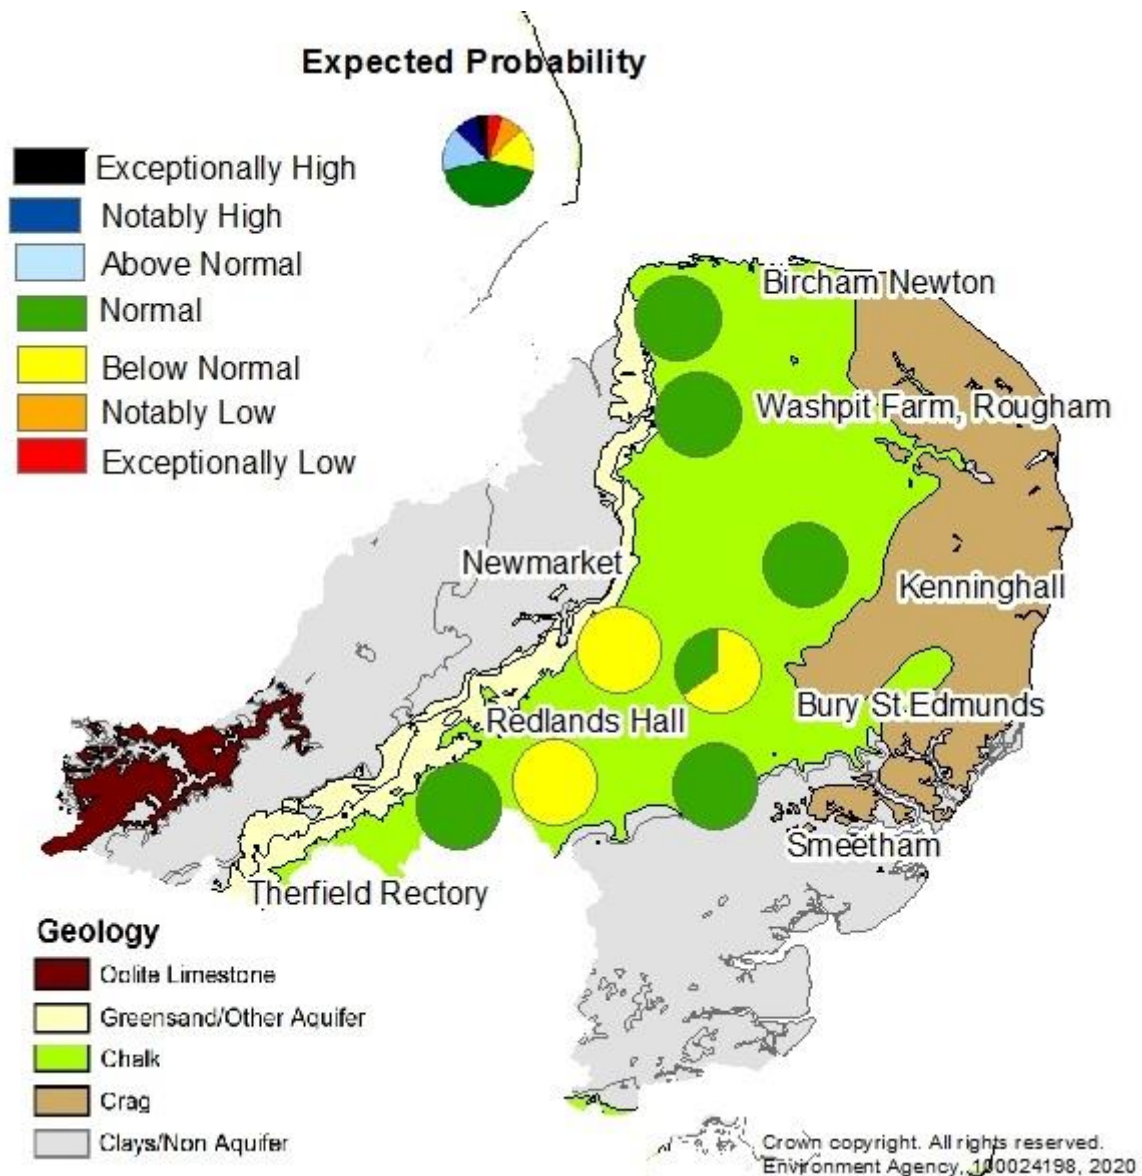 Expected Probability
Exceptionally High
Notably High
Above Normal
Normal
Below Normal
Notably Low
Exceptionally Low
Bircham Newton
Washpit Farm, Rougham
Newmarket
Kenninghall
Bury St Edmunds
Redlands Hall
Smeetham
Therfield Rectory
Geology
Oolite Limestone
Greensand/Other Aquifer
Chalk
Crag
Clays/Non Aquifer
Crown copyright. All rights reserved.
Environment Agency, 100024198, 2020